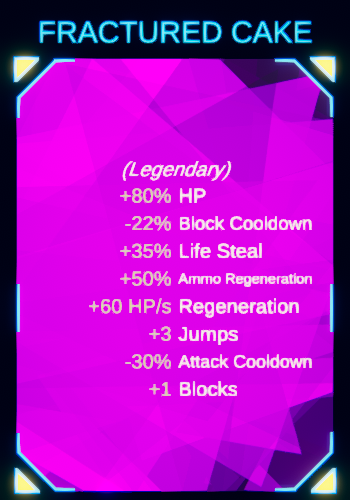 FRACTURED CAKE
(Legendary)
+80% HP
-22% Block Cooldown
+35% Life Steal
+50% Ammo Regeneration
+60 HP/s Regeneration
+3 Jumps
-30% Attack Cooldown
+1 Blocks